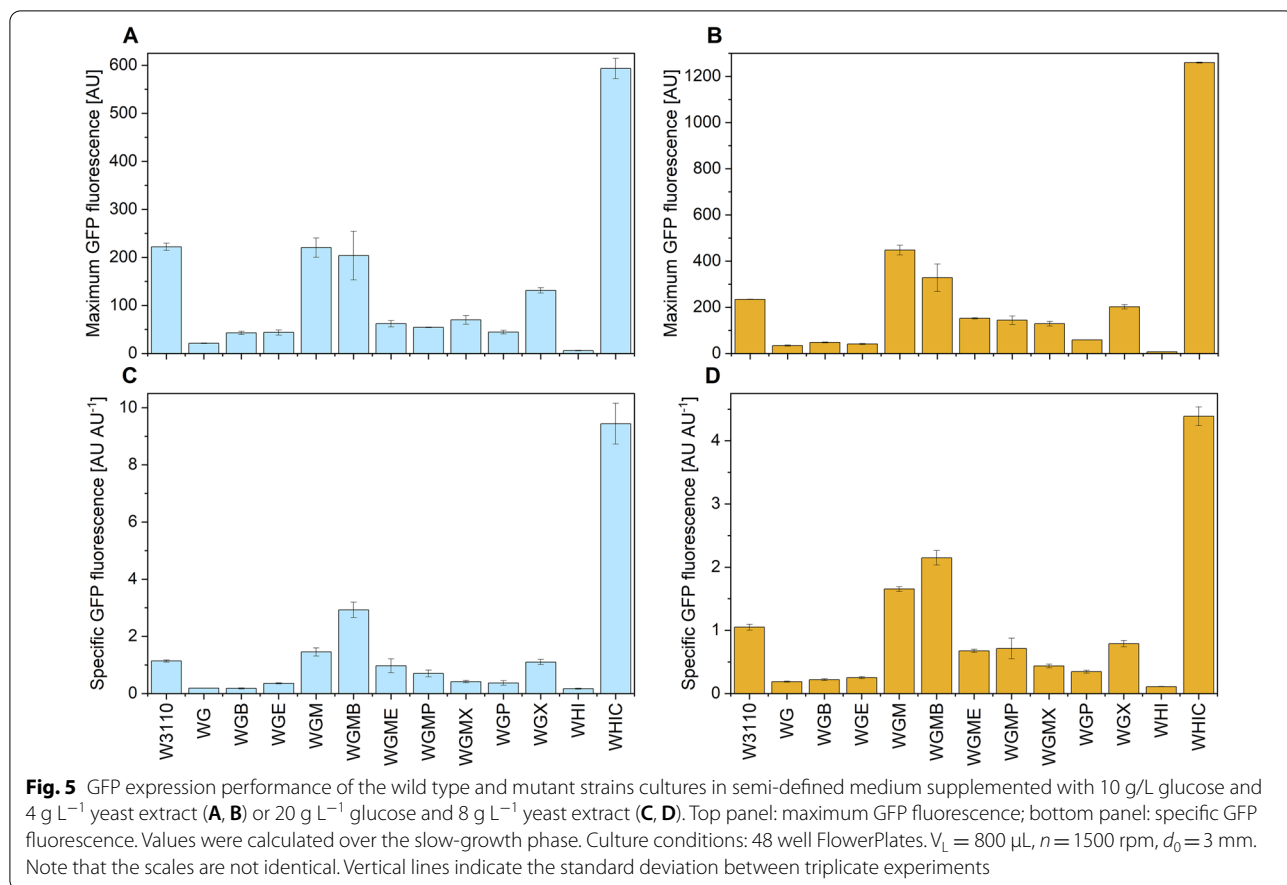 A
B
Maximum GFP fluorescence [AU]
600
500
400
300
200
100
0
Maximum GFP fluorescence [AU]
1200
1000
800
600
400
200
0
C
D
Specific GFP fluorescence [AU AU⁻¹]
10
8
6
4
2
0
Specific GFP fluorescence [AU AU⁻¹]
4
3
2
1
0
W3110
WG
WGB
WGE
WGM
WGMB
WGME
WGMP
WGMX
WGP
WGX
WHI
WHIC
W3110
WG
WGB
WGE
WGM
WGMB
WGME
WGMP
WGMX
WGP
WGX
WHI
WHIC
Fig. 5 GFP expression performance of the wild type and mutant strains cultures in semi-defined medium supplemented with 10 g/L glucose and
4 g L⁻¹ yeast extract (A, B) or 20 g L⁻¹ glucose and 8 g L⁻¹ yeast extract (C, D). Top panel: maximum GFP fluorescence; bottom panel: specific GFP
fluorescence. Values were calculated over the slow-growth phase. Culture conditions: 48 well FlowerPlates. V_L = 800 µL, n = 1500 rpm, d₀ = 3 mm.
Note that the scales are not identical. Vertical lines indicate the standard deviation between triplicate experiments